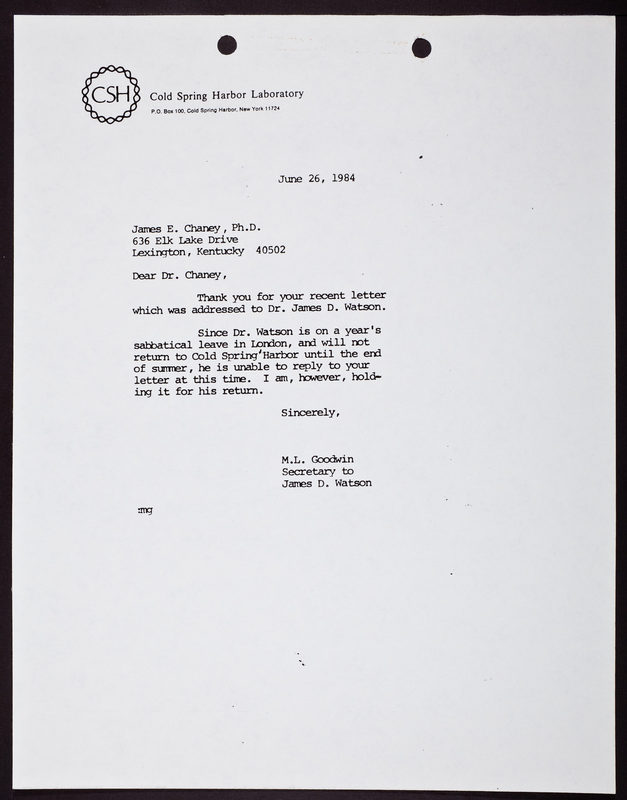 CSH
Cold Spring Harbor Laboratory
P.O. Box 100, Cold Spring Harbor, New York 11724
June 26, 1984
James E. Chaney, Ph.D.
636 Elk Lake Drive
Lexington, Kentucky 40502
Dear Dr. Chaney,
Thank you for your recent letter
which was addressed to Dr. James D. Watson.
Since Dr. Watson is on a year's
sabbatical leave in London, and will not
return to Cold Spring Harbor until the end
of summer, he is unable to reply to your
letter at this time. I am, however, hold-
ing it for his return.
Sincerely,
M.L. Goodwin
Secretary to
James D. Watson
:mg